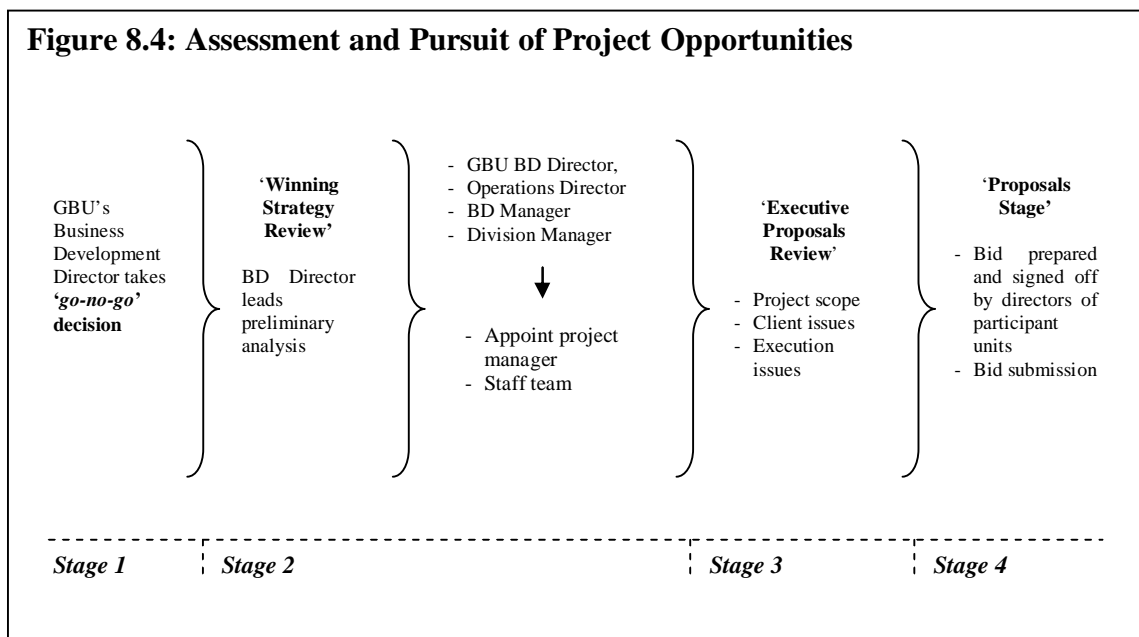 Figure 8.4: Assessment and Pursuit of Project Opportunities
GBU's
Business
Development
Director takes
'go-no-go'
decision
'Winning
Strategy
Review'
BD Director
leads
preliminary
analysis
- GBU BD Director,
- Operations Director
- BD Manager
- Division Manager
- Appoint project
manager
- Staff team
'Executive
Proposals
Review'
- Project scope
- Client issues
- Execution
issues
'Proposals
Stage'
- Bid prepared
and signed off
by directors of
participant
units
- Bid submission
Stage 1
Stage 2
Stage 3
Stage 4